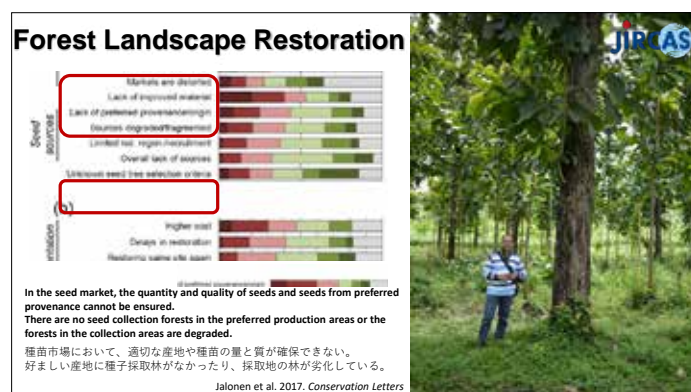 Forest Landscape Restoration
JIRCAS
Markets are distorted
Lack of improved material
Lack of preferred provenance/origin
Sources degraded/fragmented
Limited nat. regen/recruitment
Overall lack of sources
Unknown seed tree selection criteria
Seed
sources
(b)
Higher cost
Delays in restoration
Restoring same site again
In the seed market, the quantity and quality of seeds and seeds from preferred
provenance cannot be ensured.
There are no seed collection forests in the preferred production areas or the
forests in the collection areas are degraded.
種苗市場において、適切な産地や種苗の量と質が確保できない。
好ましい産地に種子採取林がなかったり、採取地の林が劣化している。
Jalonen et al. 2017. Conservation Letters